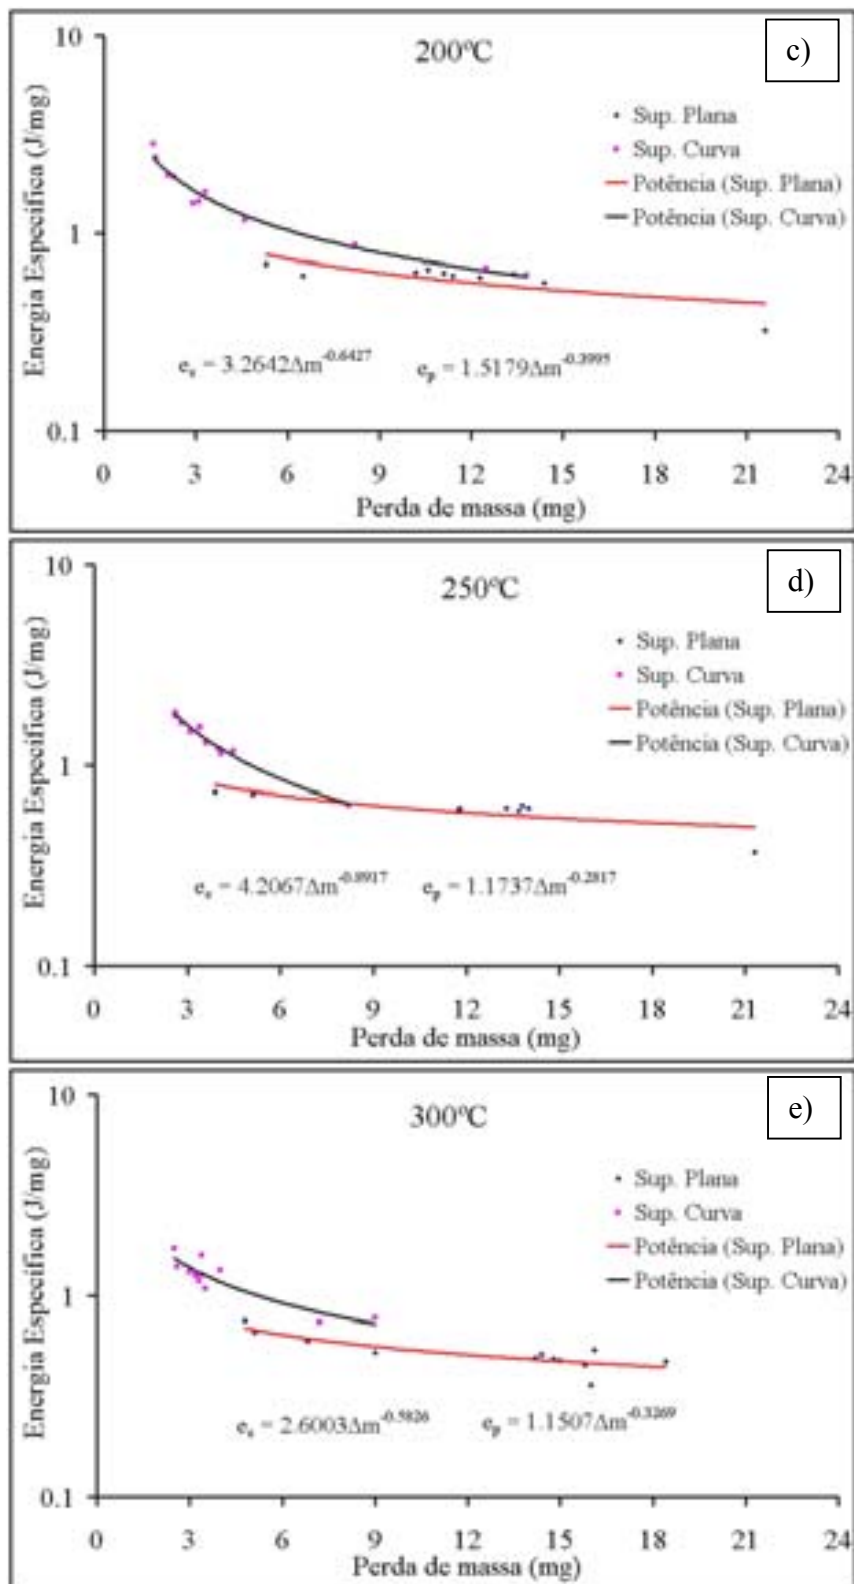 200ºC
c)
Energia Específica (J/mg)
10
1
0.1
Sup. Plana
Sup. Curva
Potência (Sup. Plana)
Potência (Sup. Curva)
e_c = 3.2642Δm^-0.6427 e_p = 1.5179Δm^-0.3995
0 3 6 9 12 15 18 21 24
Perda de massa (mg)
250ºC
d)
Energia Específica (J/mg)
10
1
0.1
Sup. Plana
Sup. Curva
Potência (Sup. Plana)
Potência (Sup. Curva)
e_c = 4.2067Δm^-0.8917 e_p = 1.1737Δm^-0.2817
0 3 6 9 12 15 18 21 24
Perda de massa (mg)
300ºC
e)
Energia Específica (J/mg)
10
1
0.1
Sup. Plana
Sup. Curva
Potência (Sup. Plana)
Potência (Sup. Curva)
e_c = 2.6003Δm^-0.5826 e_p = 1.1507Δm^-0.3269
0 3 6 9 12 15 18 21 24
Perda de massa (mg)